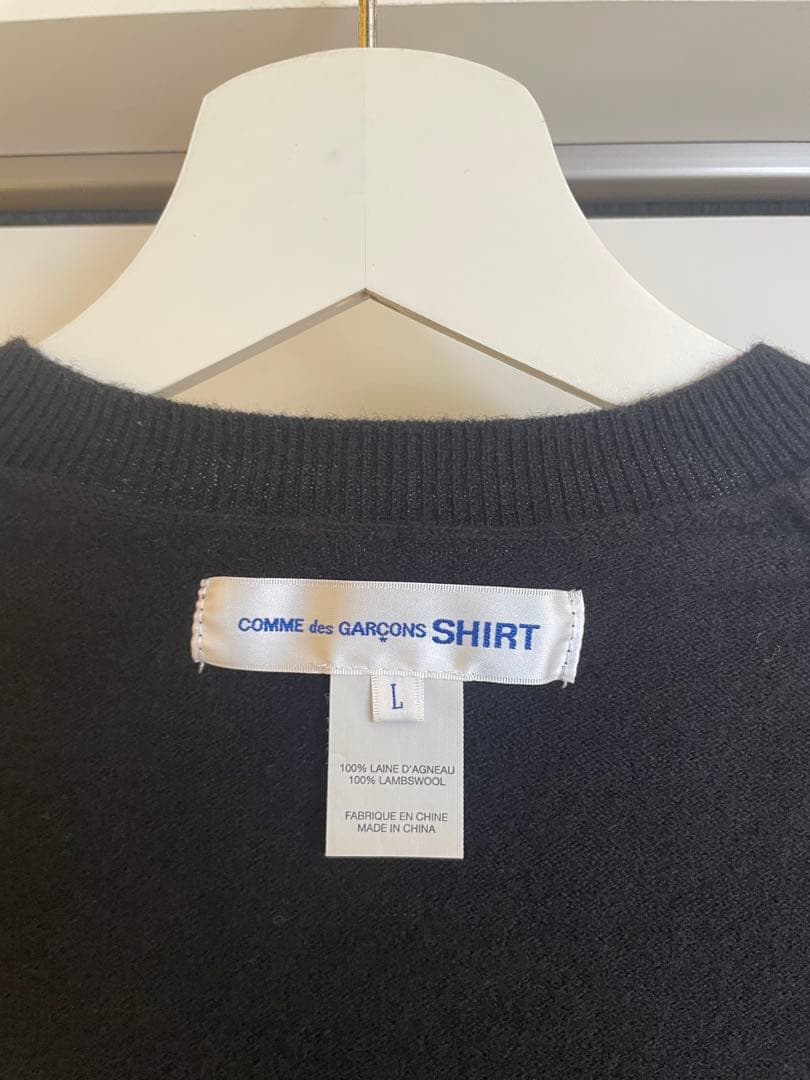 COMME des GARÇONS SHIRT
L
100% LAINE D'AGNEAU
100% LAMBSWOOL
FABRIQUE EN CHINE
MADE IN CHINA